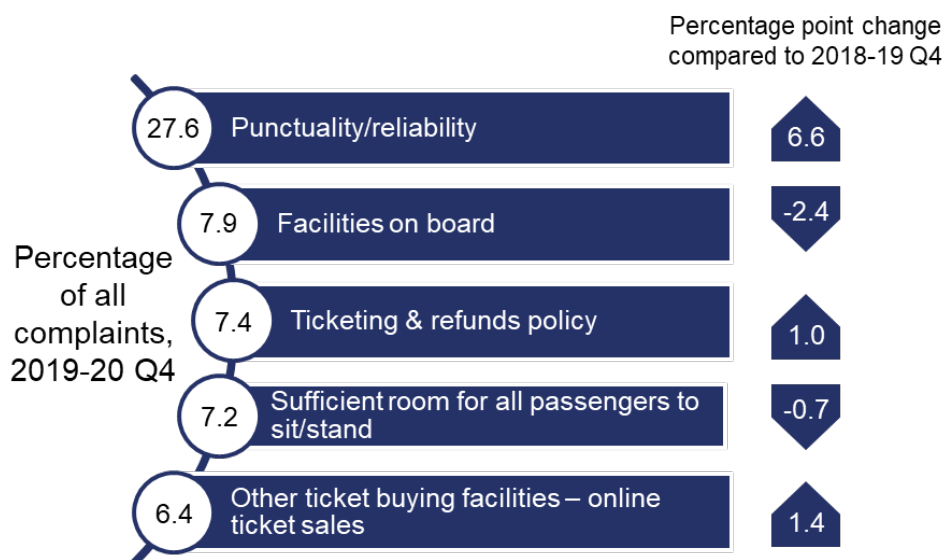 Percentage point change
compared to 2018-19 Q4
Percentage
of all
complaints,
2019-20 Q4
27.6 Punctuality/reliability 6.6
7.9 Facilities on board -2.4
7.4 Ticketing & refunds policy 1.0
7.2 Sufficient room for all passengers to
sit/stand -0.7
6.4 Other ticket buying facilities – online
ticket sales 1.4